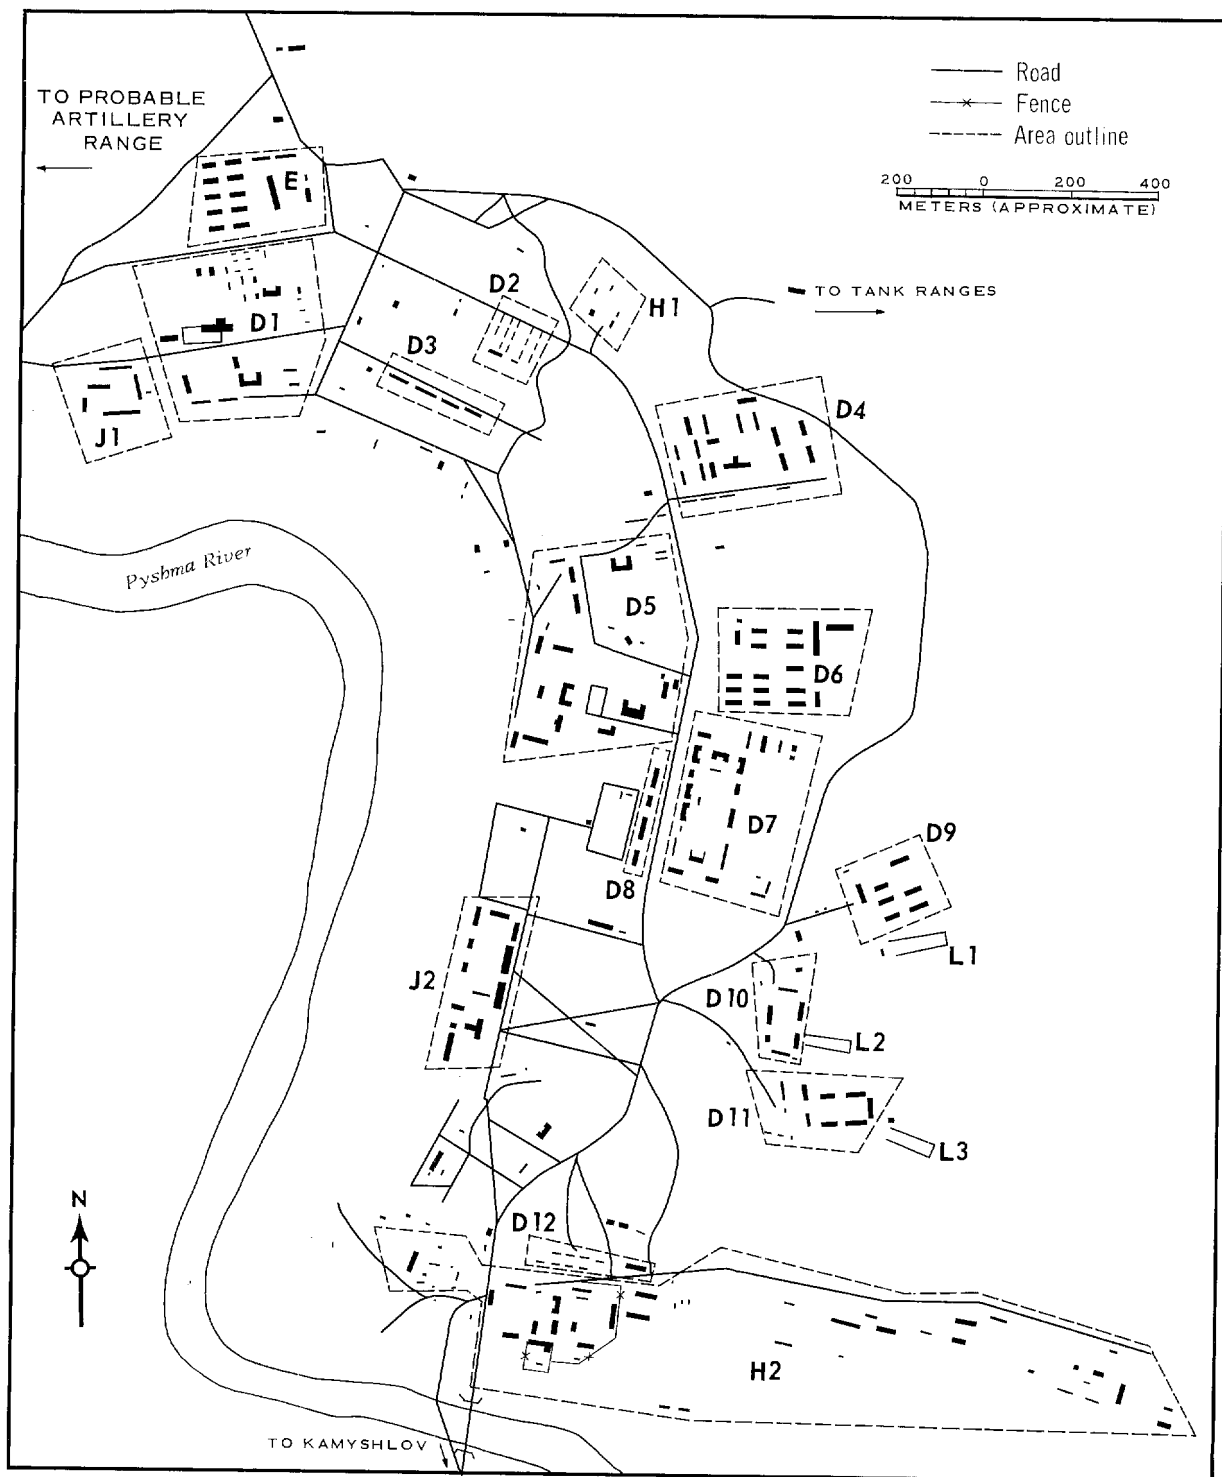 TO PROBABLE
ARTILLERY
RANGE
Road
Fence
Area outline
200 0 200 400
METERS (APPROXIMATE)
E
D2
H1
TO TANK RANGES
D1
D3
J1
D4
Pyshma River
D5
D6
D7
D8
D9
L1
J2
D10
L2
D11
L3
N
D12
H2
TO KAMYSHLOV